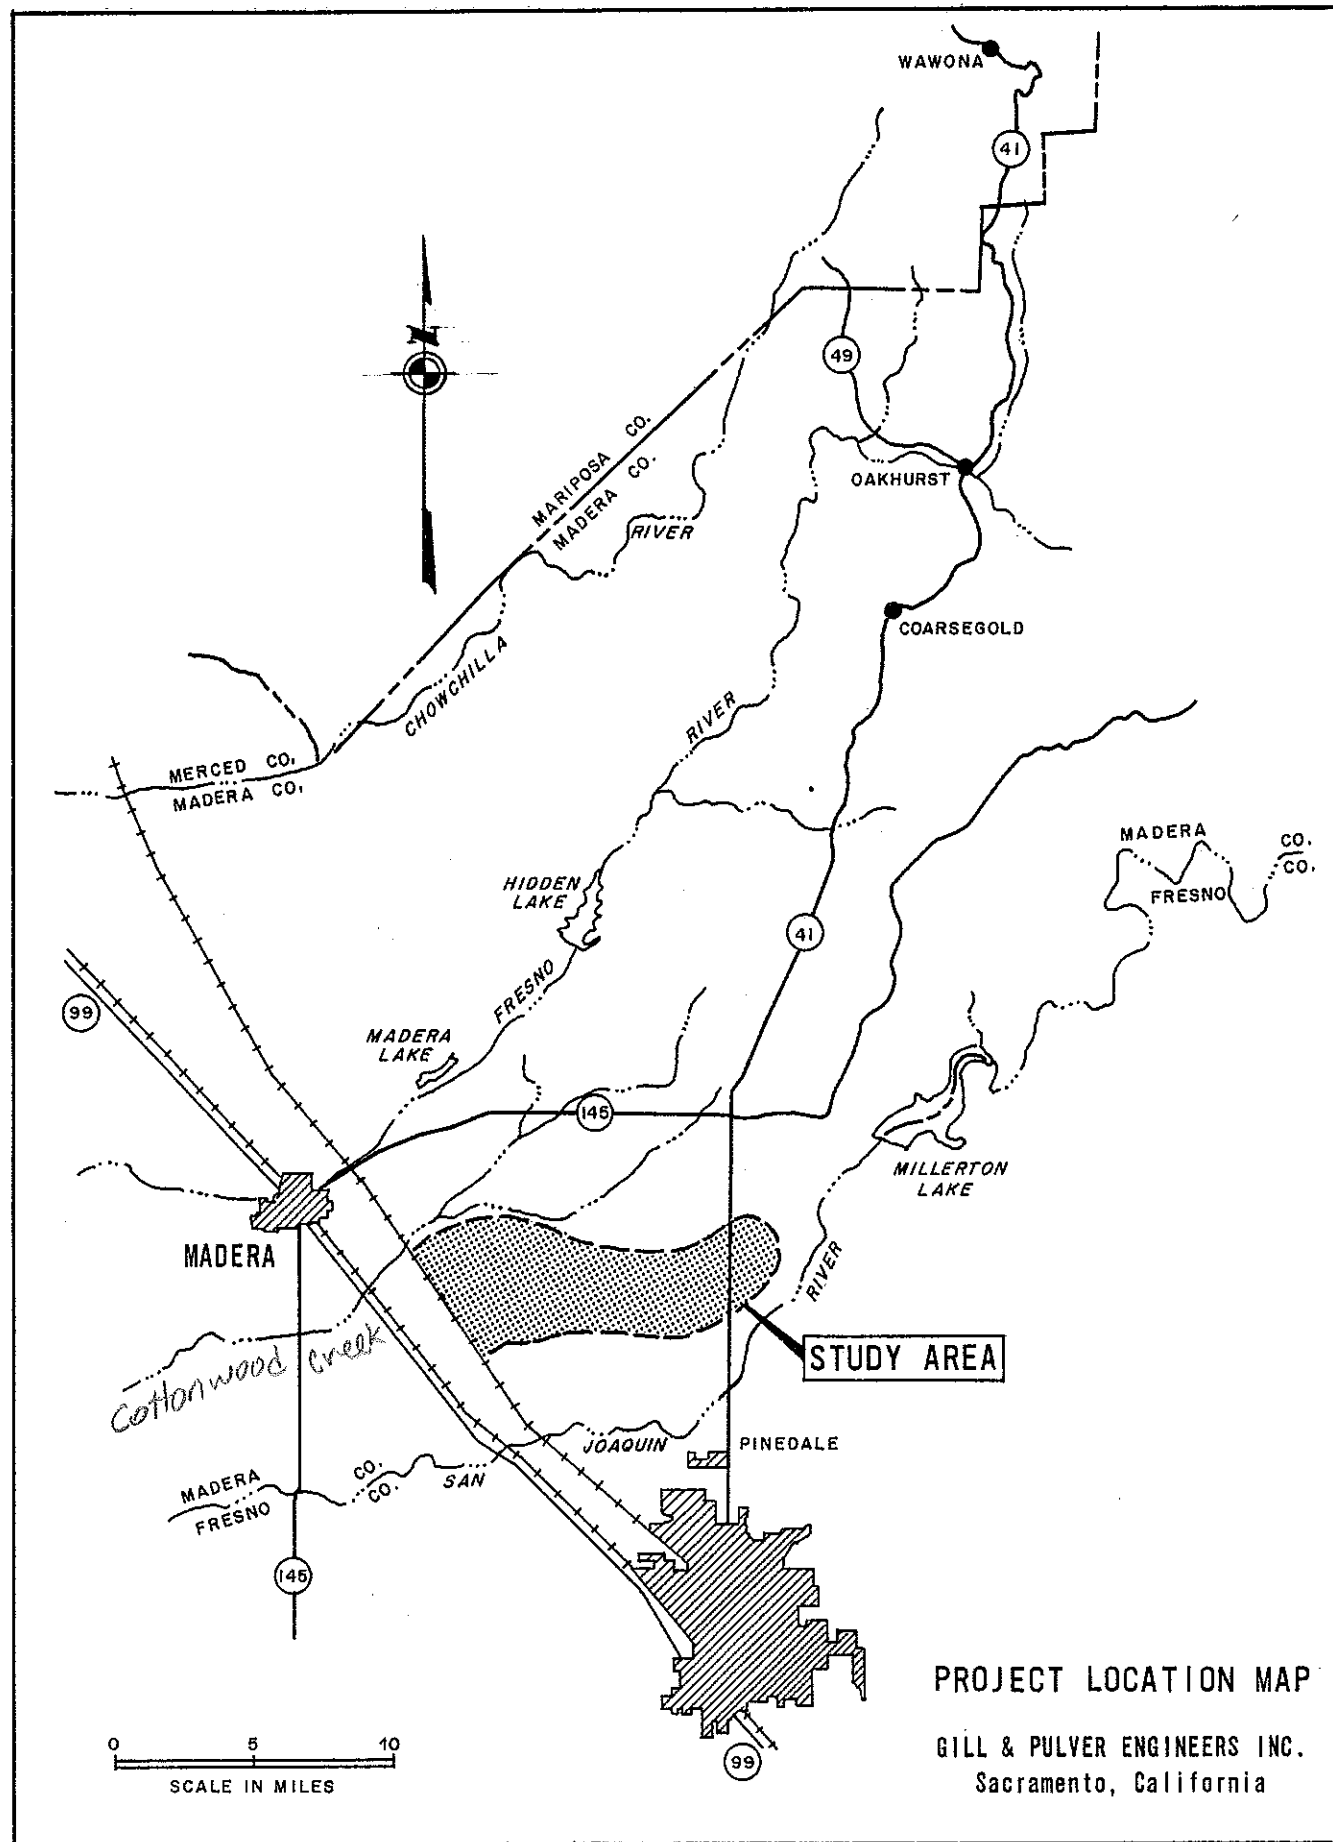 WAWONA
41
N
49
MARIPOSA CO.
MADERA CO.
RIVER
OAKHURST
COARSEGOLD
CHOWCHILLA
RIVER
MERCED CO.
MADERA CO.
MADERA CO.
FRESNO CO.
HIDDEN
LAKE
41
FRESNO
99
MADERA
LAKE
145
MILLERTON
LAKE
MADERA
RIVER
STUDY AREA
Cottonwood Creek
JOAQUIN
PINEDALE
SAN
MADERA CO.
FRESNO CO.
145
99
PROJECT LOCATION MAP
GILL & PULVER ENGINEERS INC.
Sacramento, California
0 5 10
SCALE IN MILES